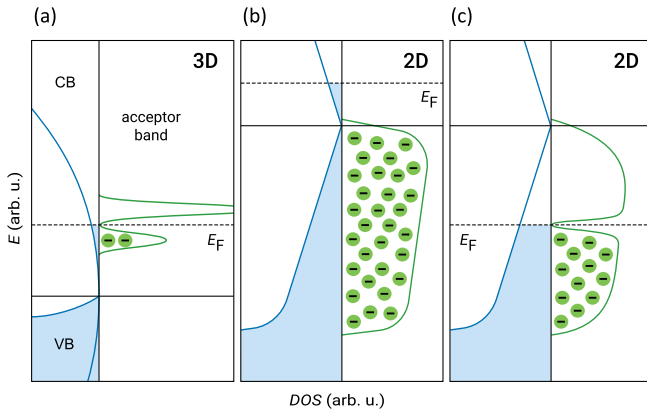 (a)
(b)
(c)
3D
2D
2D
CB
acceptor
band
E_F
E_F
E_F
VB
E (arb. u.)
DOS (arb. u.)